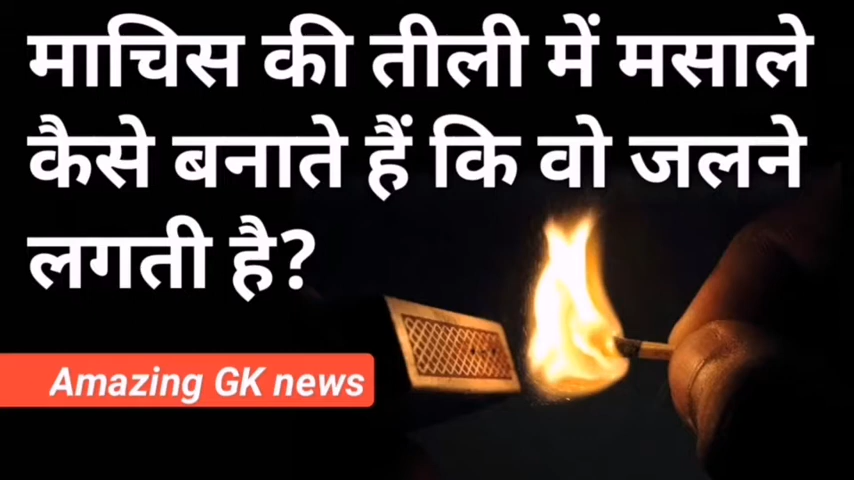 माचिस की तीली में मसाले
कैसे बनाते हैं कि वो जलने
लगती है?
Amazing GK news